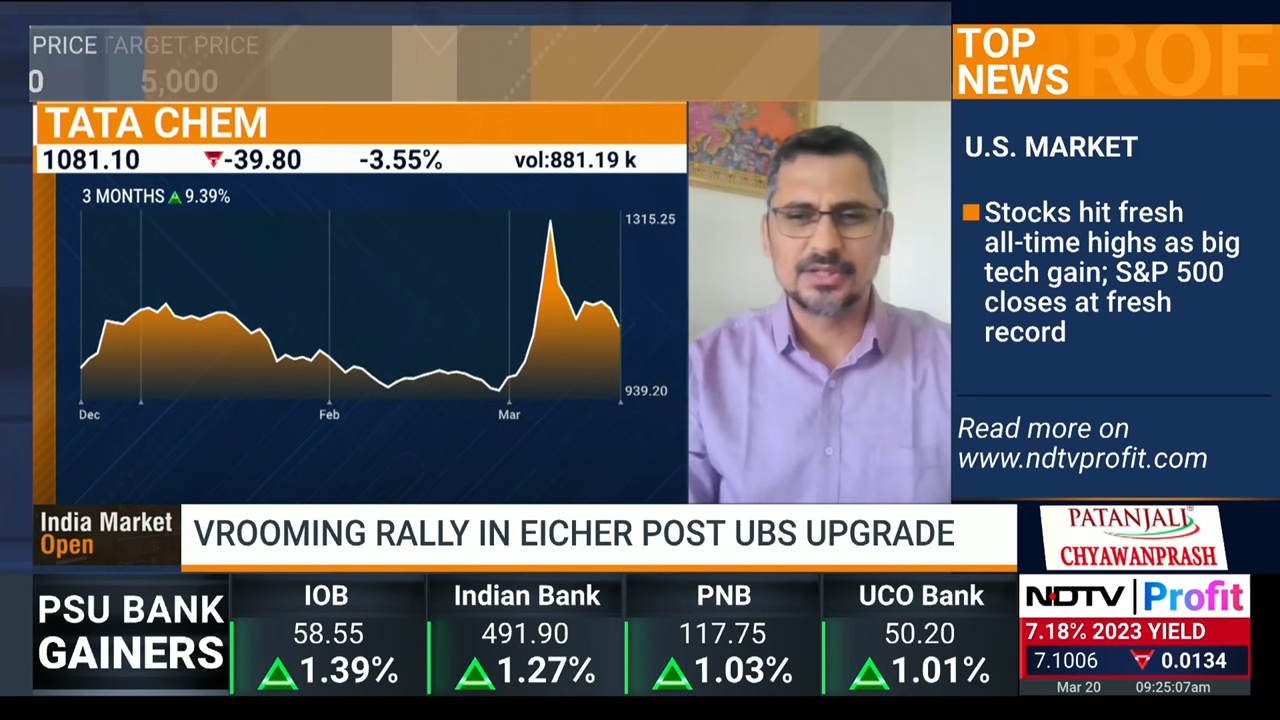 PRICE TARGET PRICE
0 5,000
TATA CHEM
1081.10 -39.80 -3.55% vol:881.19 k
3 MONTHS 9.39%
1315.25
939.20
Dec Feb Mar
TOP
NEWS
PROF
U.S. MARKET
Stocks hit fresh
all-time highs as big
tech gain; S&P 500
closes at fresh
record
Read more on
www.ndtvprofit.com
India Market
Open
VROOMING RALLY IN EICHER POST UBS UPGRADE
PATANJALI
CHYAWANPRASH
PSU BANK
GAINERS
IOB
58.55
1.39%
Indian Bank
491.90
1.27%
PNB
117.75
1.03%
UCO Bank
50.20
1.01%
NDTV Profit
7.18% 2023 YIELD
7.1006 0.0134
Mar 20 09:25:07am